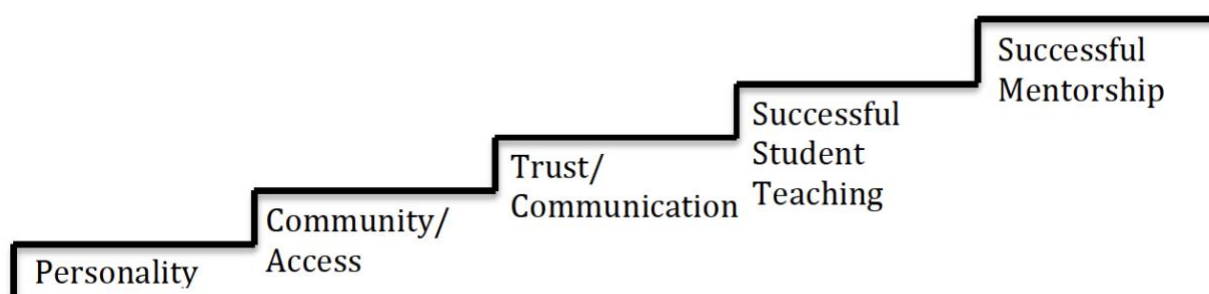 Personality
Community/
Access
Trust/
Communication
Successful
Student
Teaching
Successful
Mentorship